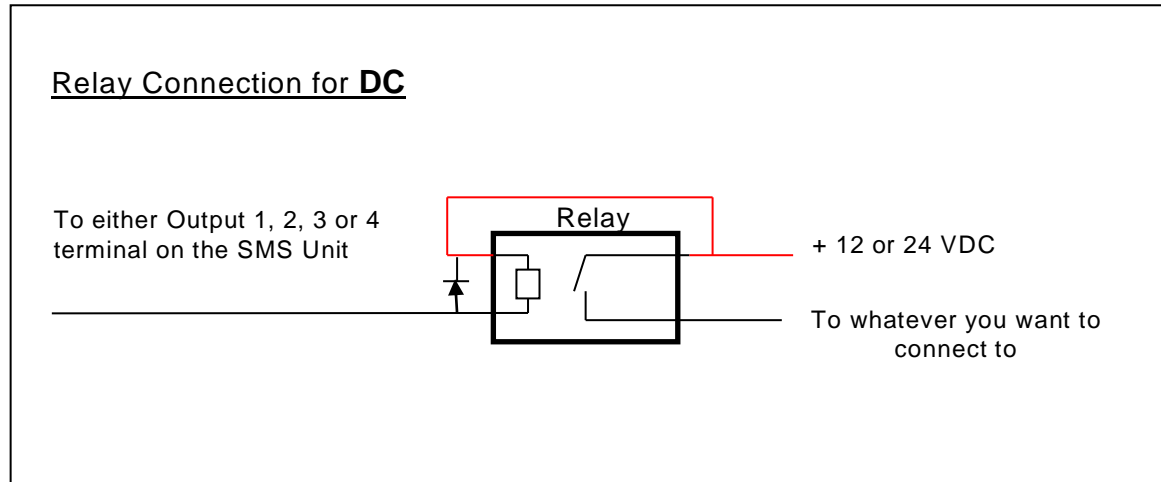 Relay Connection for DC
To either Output 1, 2, 3 or 4
terminal on the SMS Unit
Relay
+ 12 or 24 VDC
To whatever you want to
connect to